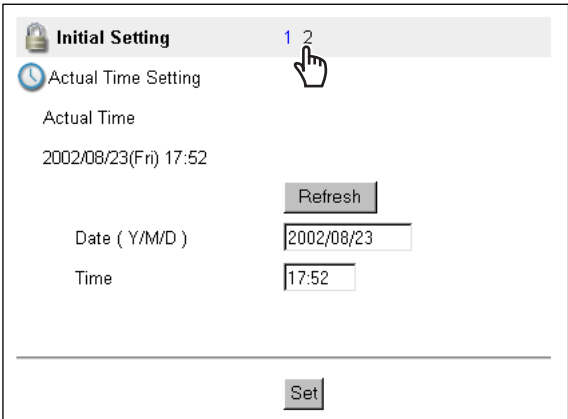 Initial Setting 1 2
Actual Time Setting
Actual Time
2002/08/23(Fri) 17:52
Refresh
Date ( Y/M/D ) 2002/08/23
Time 17:52
Set